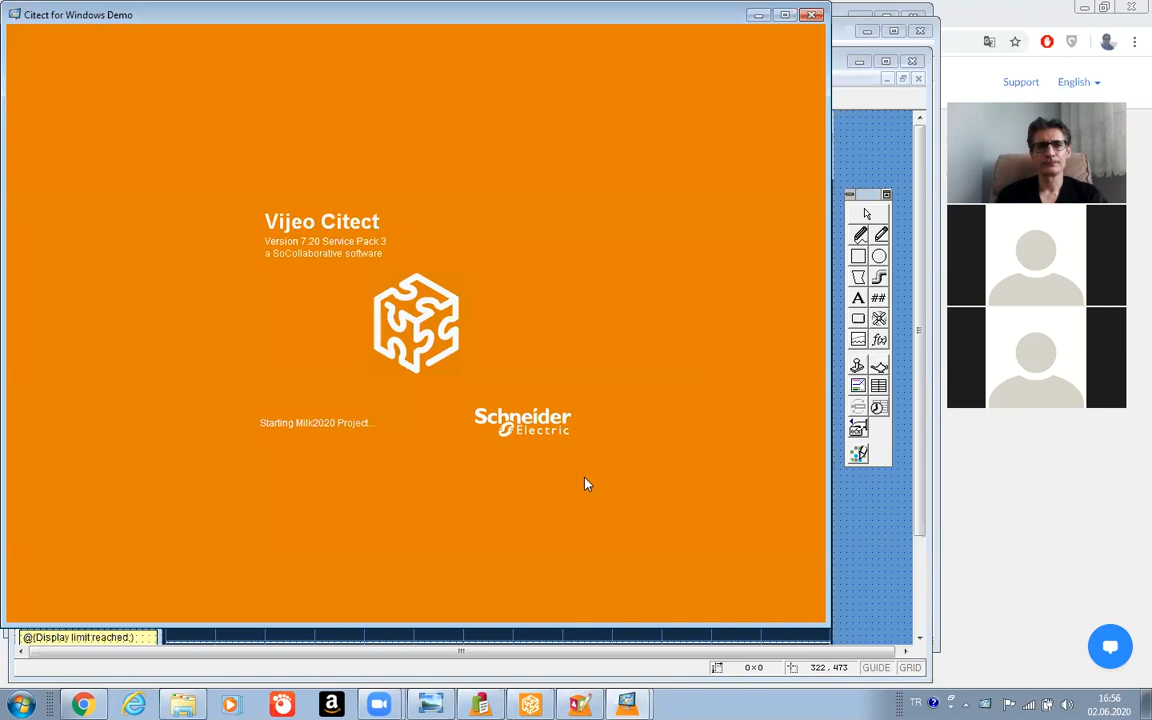 Citect for Windows Demo
Support
English
Vijeo Citect
Version 7.20 Service Pack 3
a SoCollaborative software
A
##
f(x)
Starting Milk2020 Project...
Schneider
Electric
@(Display limit reached.)
0×0
322, 473
GUIDE
GRID
a
TR
16:56
02.06.2020